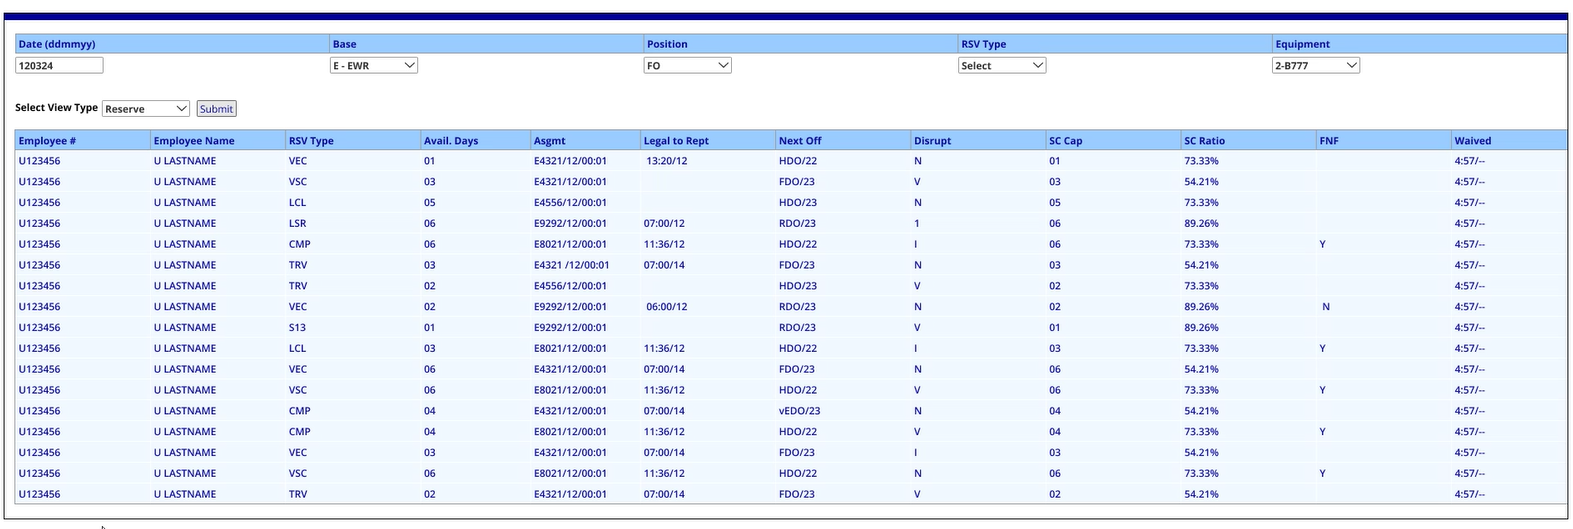 Date (ddmmyy) Base Position RSV Type Equipment
120324 E - EWR FO Select 2-B777
Select View Type Reserve Submit
Employee # Employee Name RSV Type Avail. Days Asgmt Legal to Rept Next Off Disrupt SC Cap SC Ratio FNF Waived
U123456 U LASTNAME VEC 01 E4321/12/00:01 13:20/12 HDO/22 N 01 73.33% 4:57/--
U123456 U LASTNAME VSC 03 E4321/12/00:01 FDO/23 V 03 54.21% 4:57/--
U123456 U LASTNAME LCL 05 E4556/12/00:01 HDO/23 N 05 73.33% 4:57/--
U123456 U LASTNAME LSR 06 E9292/12/00:01 07:00/12 RDO/23 1 06 89.26% 4:57/--
U123456 U LASTNAME CMP 06 E8021/12/00:01 11:36/12 HDO/22 I 06 73.33% Y 4:57/--
U123456 U LASTNAME TRV 03 E4321 /12/00:01 07:00/14 FDO/23 N 03 54.21% 4:57/--
U123456 U LASTNAME TRV 02 E4556/12/00:01 HDO/23 V 02 73.33% 4:57/--
U123456 U LASTNAME VEC 02 E9292/12/00:01 06:00/12 RDO/23 N 02 89.26% N 4:57/--
U123456 U LASTNAME S13 01 E9292/12/00:01 RDO/23 V 01 89.26% 4:57/--
U123456 U LASTNAME LCL 03 E8021/12/00:01 11:36/12 HDO/22 I 03 73.33% Y 4:57/--
U123456 U LASTNAME VEC 06 E4321/12/00:01 07:00/14 FDO/23 N 06 54.21% 4:57/--
U123456 U LASTNAME VSC 06 E8021/12/00:01 11:36/12 HDO/22 V 06 73.33% Y 4:57/--
U123456 U LASTNAME CMP 04 E4321/12/00:01 07:00/14 vEDO/23 N 04 54.21% 4:57/--
U123456 U LASTNAME CMP 04 E8021/12/00:01 11:36/12 HDO/22 V 04 73.33% Y 4:57/--
U123456 U LASTNAME VEC 03 E4321/12/00:01 07:00/14 FDO/23 I 03 54.21% 4:57/--
U123456 U LASTNAME VSC 06 E8021/12/00:01 11:36/12 HDO/22 N 06 73.33% Y 4:57/--
U123456 U LASTNAME TRV 02 E4321/12/00:01 07:00/14 FDO/23 V 02 54.21% 4:57/--